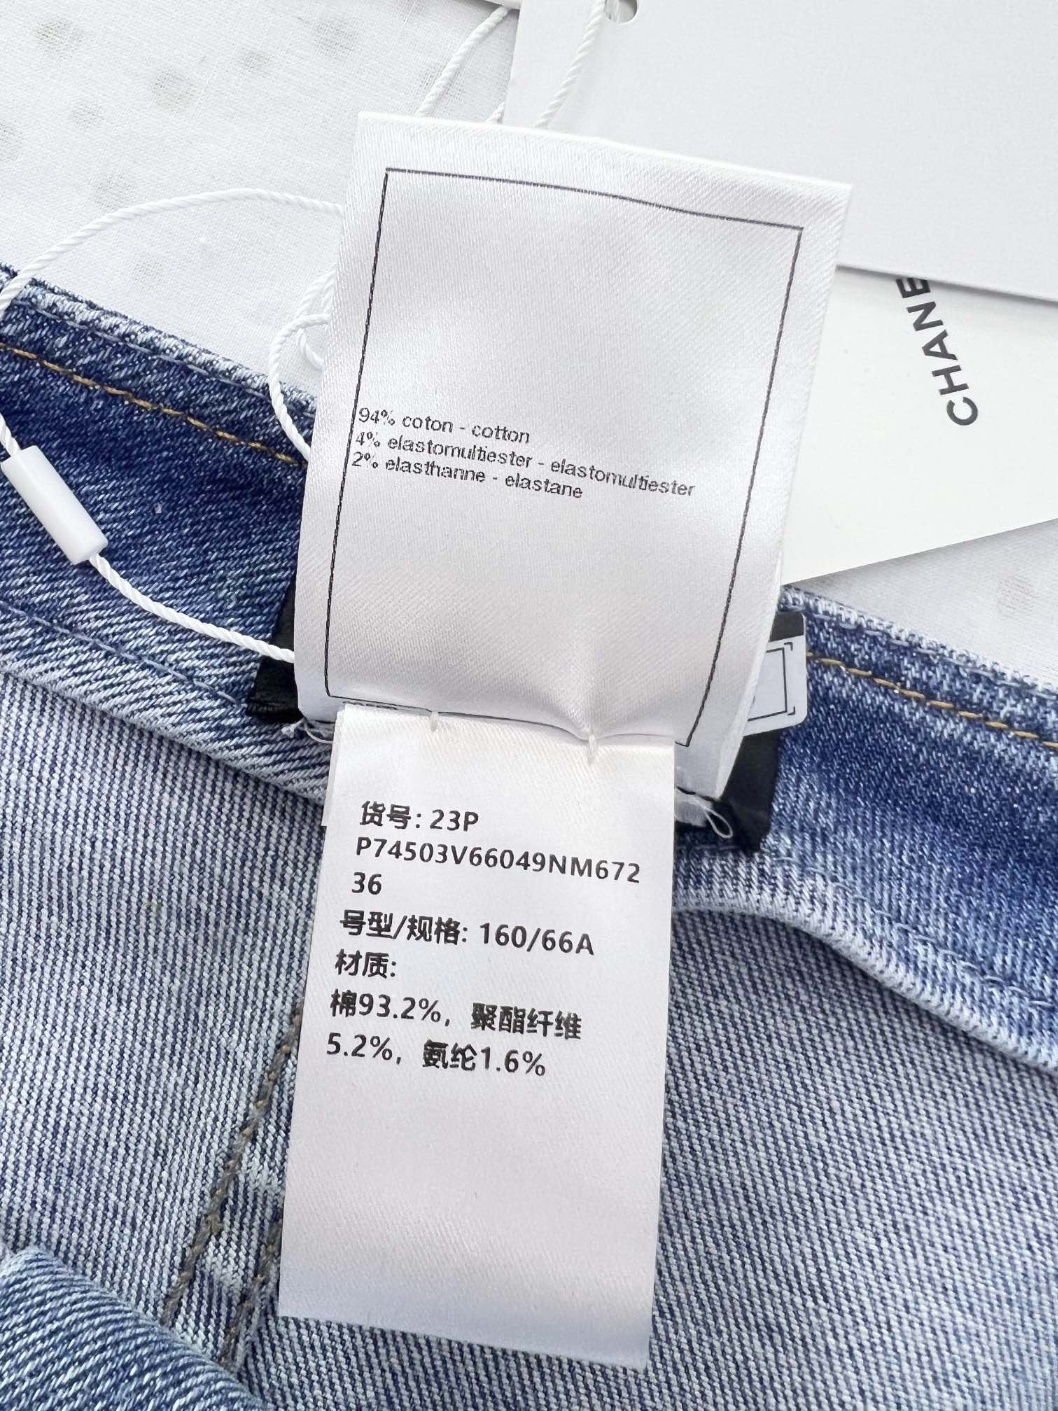 CHANE
94% coton - cotton
4% elastomultiester - elastomultiester
2% elasthanne - elastane
货号: 23P
P74503V66049NM672
36
号型/规格: 160/66A
材质:
棉93.2%, 聚酯纤维
5.2%, 氨纶1.6%